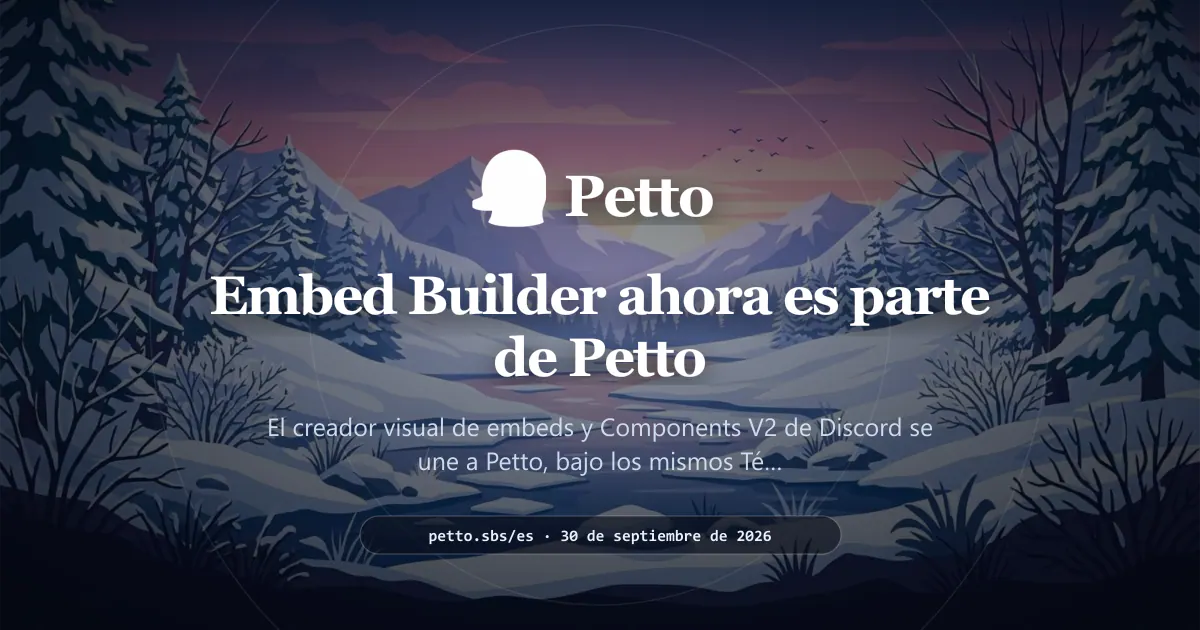 Petto
Embed Builder ahora es parte
de Petto
El creador visual de embeds y Components V2 de Discord se
une a Petto, bajo los mismos Té...
petto.sbs/es · 30 de septiembre de 2026